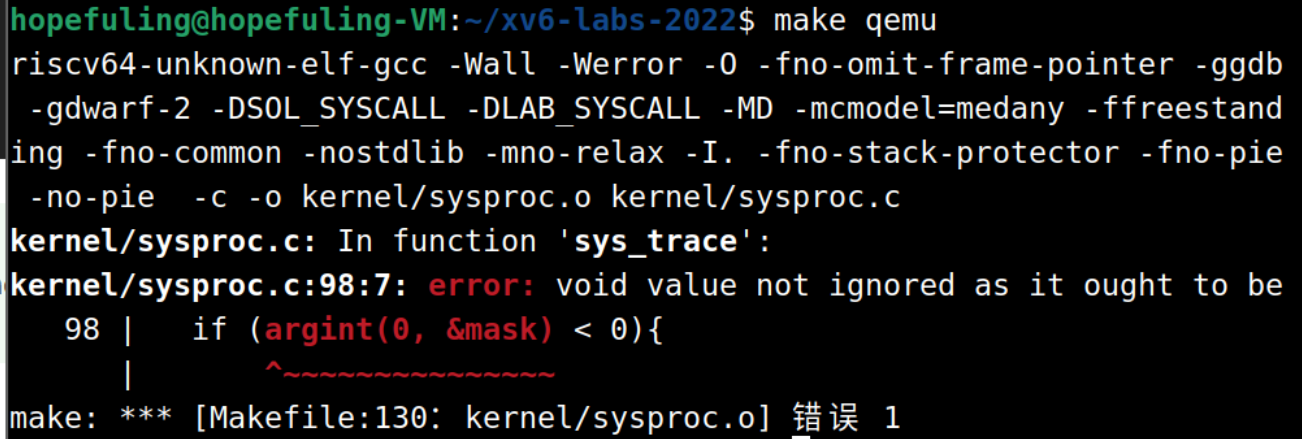 hopefuling@hopefuling-VM:~/xv6-labs-2022$ make qemu
riscv64-unknown-elf-gcc -Wall -Werror -O -fno-omit-frame-pointer -ggdb
 -gdwarf-2 -DSOL_SYSCALL -DLAB_SYSCALL -MD -mcmodel=medany -ffreestand
ing -fno-common -nostdlib -mno-relax -I. -fno-stack-protector -fno-pie
 -no-pie  -c -o kernel/sysproc.o kernel/sysproc.c
kernel/sysproc.c: In function 'sys_trace':
kernel/sysproc.c:98:7: error: void value not ignored as it ought to be
   98 |   if (argint(0, &mask) < 0){
      |       ^~~~~~~~~~~~~~~~
make: *** [Makefile:130：kernel/sysproc.o] 错误 1